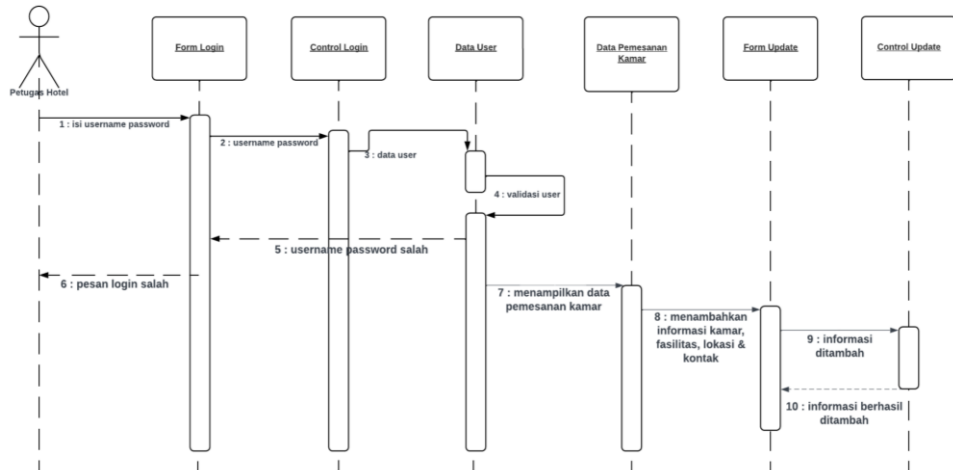 Form Login
Control Login
Data User
Data Pemesanan
Kamar
Form Update
Control Update
Petugas Hotel
1 : isi username password
2 : username password
3 : data user
4 : validasi user
5 : username password salah
6 : pesan login salah
7 : menampilkan data
pemesanan kamar
8 : menambahkan
informasi kamar,
fasilitas, lokasi &
kontak
9 : informasi
ditambah
10 : informasi berhasil
ditambah